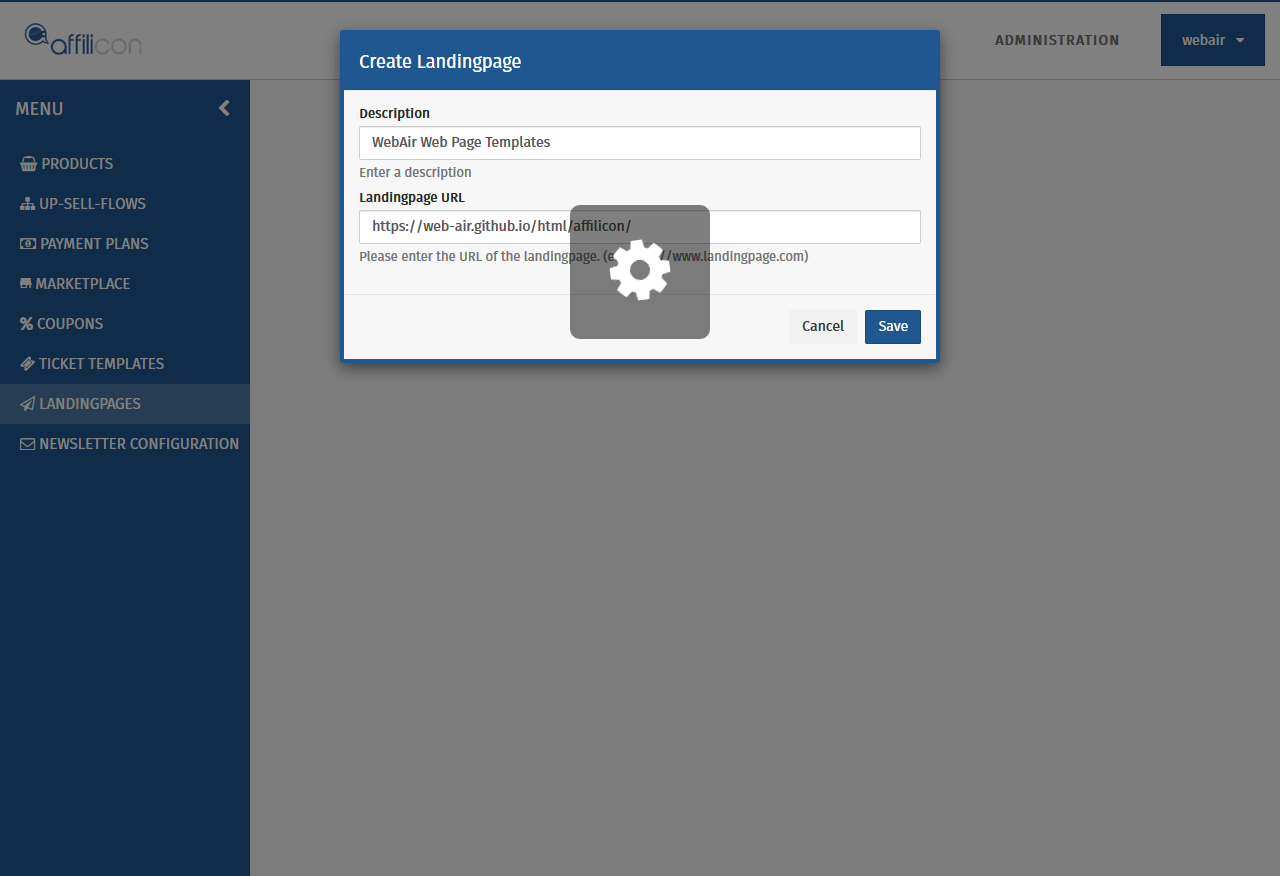 affilicon
ADMINISTRATION
webair
Create Landingpage
MENU
Description
WebAir Web Page Templates
Enter a description
PRODUCTS
Landingpage URL
UP-SELL-FLOWS
https://web-air.github.io/html/affilicon/
PAYMENT PLANS
Please enter the URL of the landingpage. (e //www.landingpage.com)
MARKETPLACE
COUPONS
Cancel
Save
TICKET TEMPLATES
LANDINGPAGES
NEWSLETTER CONFIGURATION